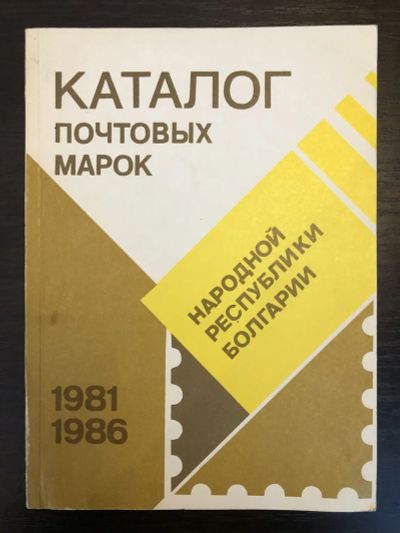 КАТАЛОГ
ПОЧТОВЫХ
МАРОК
НАРОДНОЙ
РЕСПУБЛИКИ
БОЛГАРИИ
1981
1986